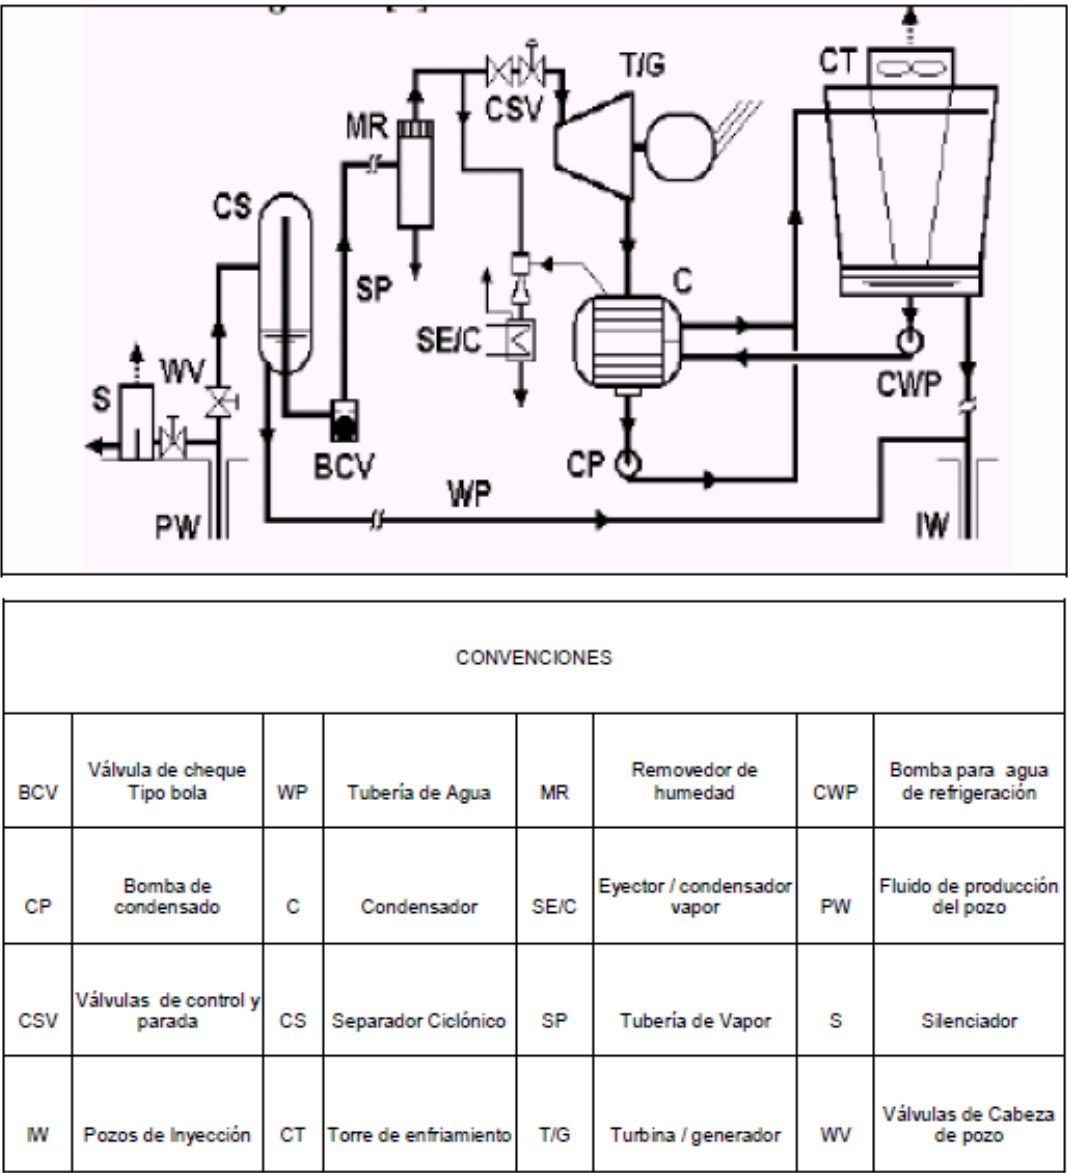 T/G
CT
CSV
MR
CS
SP
C
SE/C
WV
S
CWP
BCV
CP
WP
PW
IW
CONVENCIONES
BCV
Válvula de cheque
Tipo bola
WP
Tubería de Agua
MR
Removedor de
humedad
CWP
Bomba para agua
de refrigeración
CP
Bomba de
condensado
C
Condensador
SE/C
Eyector / condensador
vapor
PW
Fluido de producción
del pozo
CSV
Válvulas de control y
parada
CS
Separador Ciclónico
SP
Tubería de Vapor
S
Silenciador
IW
Pozos de Inyección
CT
Torre de enfriamiento
T/G
Turbina / generador
WV
Válvulas de Cabeza
de pozo